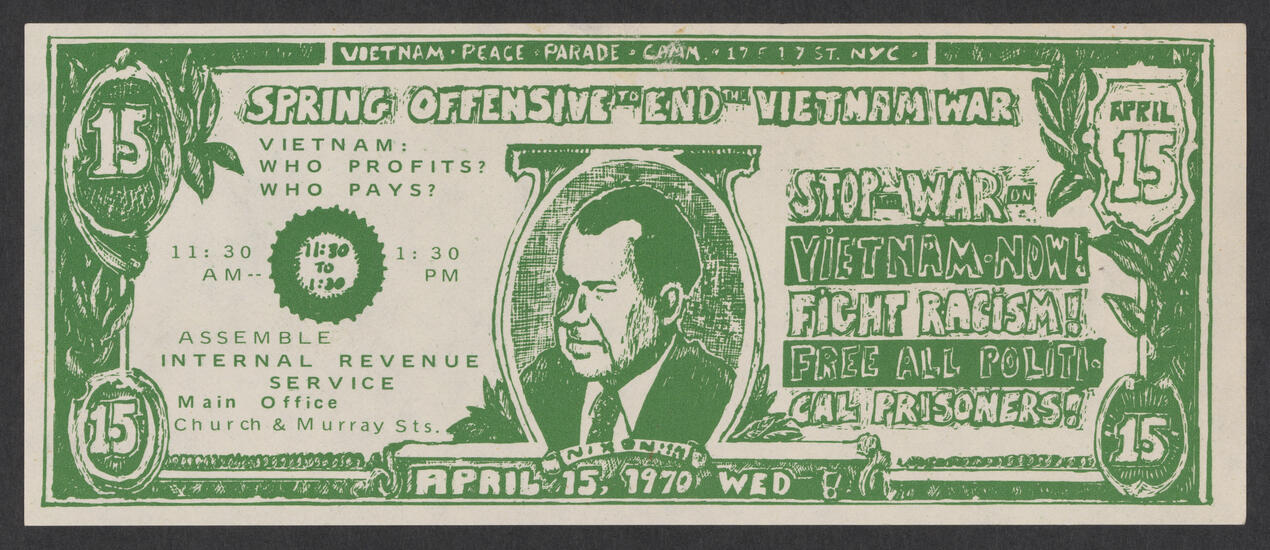 VIETNAM · PEACE · PARADE · COMM. · 17 E 17 ST. NYC ·
15
SPRING OFFENSIVE TO END THE VIETNAM WAR
APRIL
15
VIETNAM:
WHO PROFITS?
WHO PAYS?
11:30
AM--
11:30
TO
1:30
1:30
PM
ASSEMBLE
INTERNAL REVENUE
SERVICE
Main Office
Church & Murray Sts.
STOP THE WAR ON
VIETNAM · NOW!
FIGHT RACISM!
FREE ALL POLITI-
CAL PRISONERS!
15
15
APRIL 15, 1970 WED !